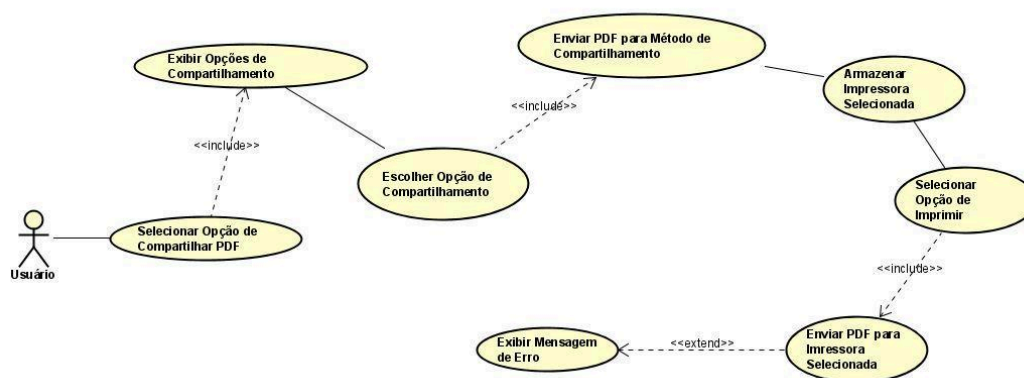 Exibir Opções de
Compartilhamento
Enviar PDF para Método de
Compartilhamento
Armazenar
Impressora
Selecionada
<<include>>
<<include>>
Escolher Opção de
Compartilhamento
Selecionar
Opção de
Imprimir
Selecionar Opção de
Compartilhar PDF
Usuário
<<include>>
Exibir Mensagem
de Erro
<<extend>>
Enviar PDF para
Imressora
Selecionada